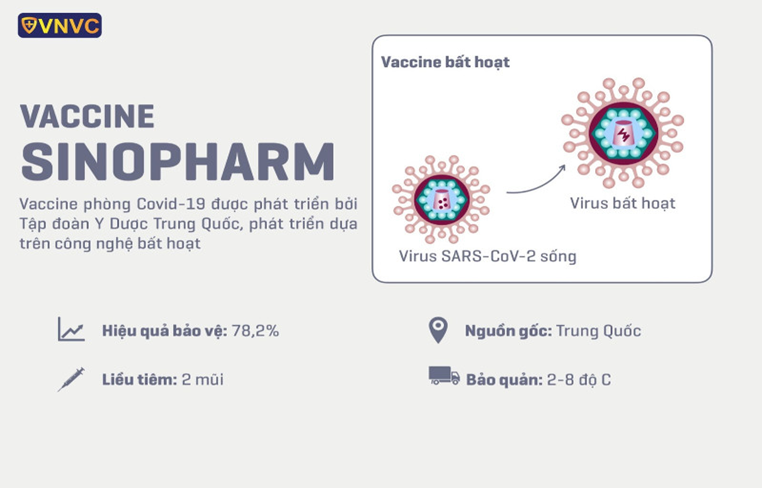 VNVC
VACCINE
SINOPHARM
Vaccine phòng Covid-19 được phát triển bởi
Tập đoàn Y Dược Trung Quốc, phát triển dựa
trên công nghệ bất hoạt
Vaccine bất hoạt
Virus bất hoạt
Virus SARS-CoV-2 sống
Hiệu quả bảo vệ: 78,2%
Nguồn gốc: Trung Quốc
Liều tiêm: 2 mũi
Bảo quản: 2-8 độ C